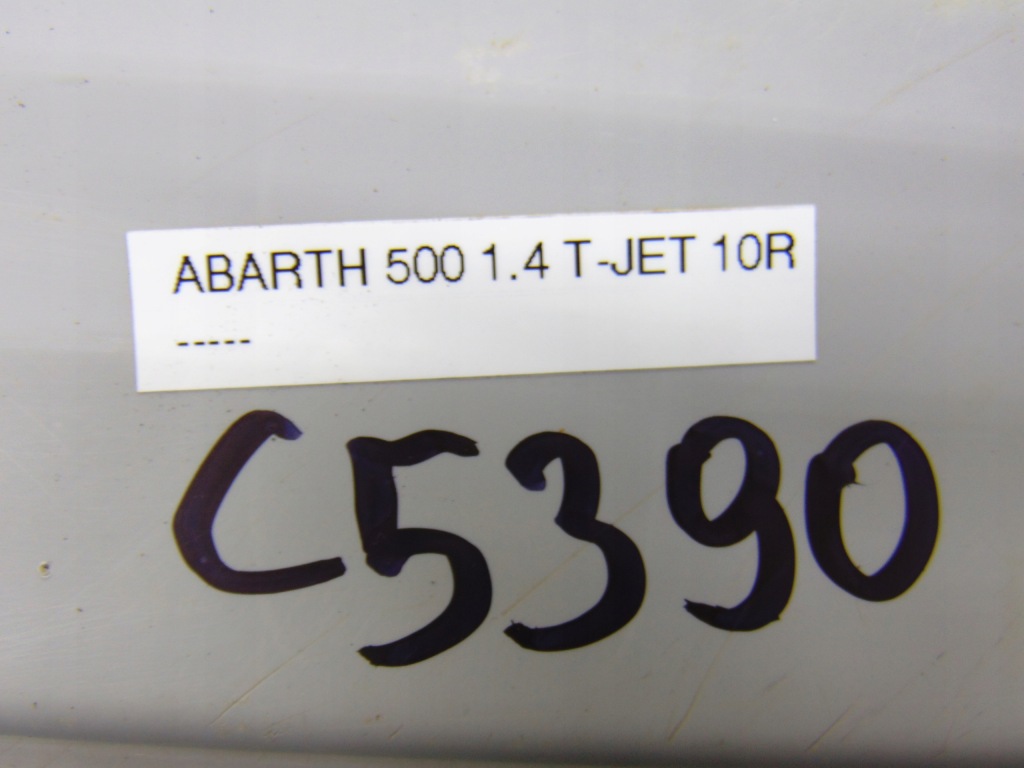 ABARTH 500 1.4 T-JET 10R
-----
C5390